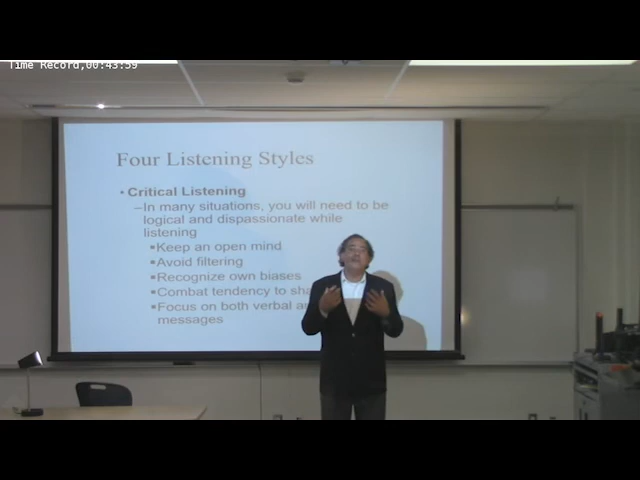 Time Record,00:43:59
Four Listening Styles
• Critical Listening
–In many situations, you will need to be
logical and dispassionate while
listening
▪Keep an open mind
▪Avoid filtering
▪Recognize own biases
▪Combat tendency to
▪Focus on both verbal
messages